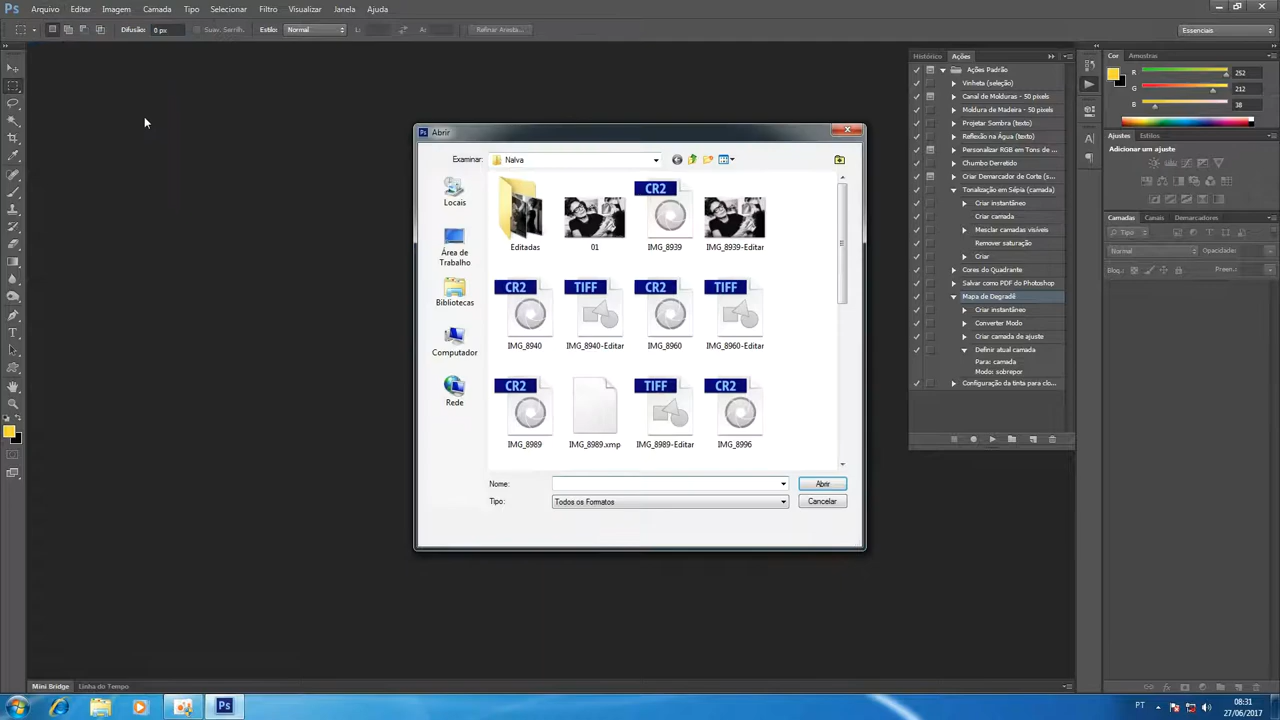 Ps Arquivo Editar Imagem Camada Tipo Selecionar Filtro Visualizar Janela Ajuda
Difusão: 0 px Suav. Serrilh. Estilo: Normal L: A: Refinar Aresta... Essenciais
Histórico Ações
Ações Padrão
Vinheta (seleção)
Canal de Molduras - 50 pixels
Moldura de Madeira - 50 pixels
Projetar Sombra (texto)
Reflexão na Água (texto)
Personalizar RGB em Tons de ...
Chumbo Derretido
Criar Demarcador de Corte (s...
Tonalização em Sépia (camada)
Criar instantâneo
Criar camada
Mesclar camadas visíveis
Remover saturação
Criar
Cores do Quadrante
Salvar como PDF do Photoshop
Mapa de Degradê
Criar instantâneo
Converter Modo
Criar camada de ajuste
Definir atual camada
Para: camada
Modo: sobrepor
Configuração da tinta para clo...
Cor Amostras
R 252
G 212
B 38
Ajustes Estilos
Adicionar um ajuste
Camadas Canais Demarcadores
Tipo
Normal Opacidade:
Bloq.: Preen.:
Ps Abrir
Examinar: Nalva
Locais
Área de
Trabalho
Bibliotecas
Computador
Rede
CR2
Editadas 01 IMG_8939 IMG_8939-Editar
CR2 TIFF CR2 TIFF
IMG_8940 IMG_8940-Editar IMG_8960 IMG_8960-Editar
CR2 TIFF CR2
IMG_8989 IMG_8989.xmp IMG_8989-Editar IMG_8996
Nome: Abrir
Tipo: Todos os Formatos Cancelar
Mini Bridge Linha do Tempo
Ps PT 08:31
27/06/2017